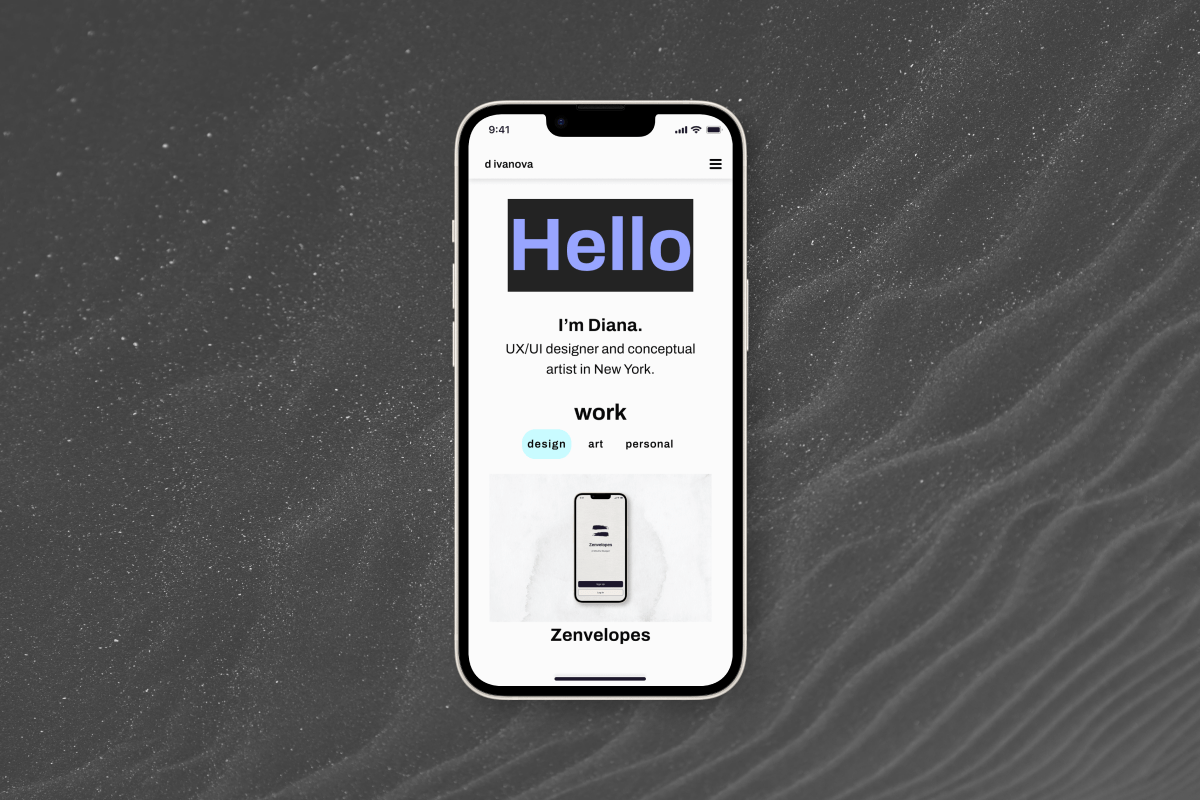 9:41
d ivanova
Hello
I'm Diana.
UX/UI designer and conceptual
artist in New York.
work
design art personal
Zenvelopes
Zenvelopes